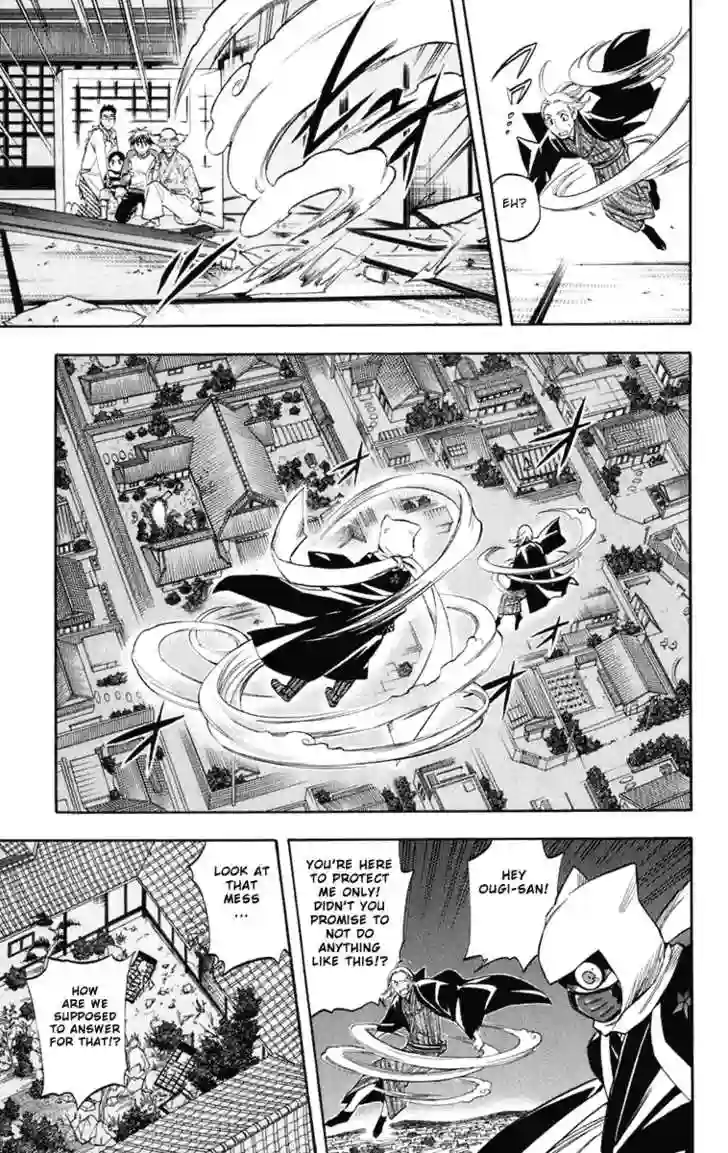 EH?
HEY
OUGI-SAN!
YOU'RE HERE
TO PROTECT
ME ONLY!
DIDN'T YOU
PROMISE TO
NOT DO
ANYTHING
LIKE THIS!?
LOOK AT
THAT
MESS
...
HOW
ARE WE
SUPPOSED
TO ANSWER
FOR THAT!?